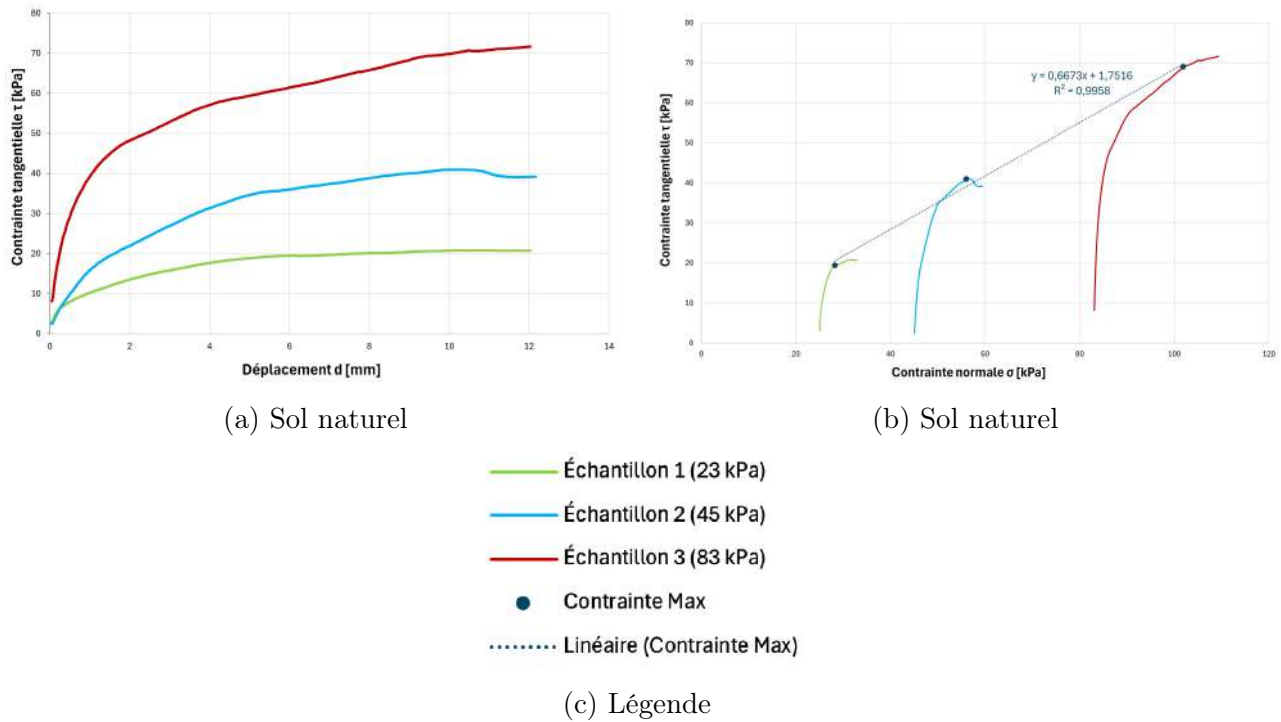 80
70
60
50
40
30
20
10
0
Contrainte tangentielle τ [kPa]
0 2 4 6 8 10 12 14
Déplacement d [mm]
(a) Sol naturel
80
70
60
50
40
30
20
10
0
Contrainte tangentielle τ [kPa]
y = 0,6673x + 1,7516
R² = 0,9958
0 20 40 60 80 100 120
Contrainte normale σ [kPa]
(b) Sol naturel
Échantillon 1 (23 kPa)
Échantillon 2 (45 kPa)
Échantillon 3 (83 kPa)
Contrainte Max
Linéaire (Contrainte Max)
(c) Légende